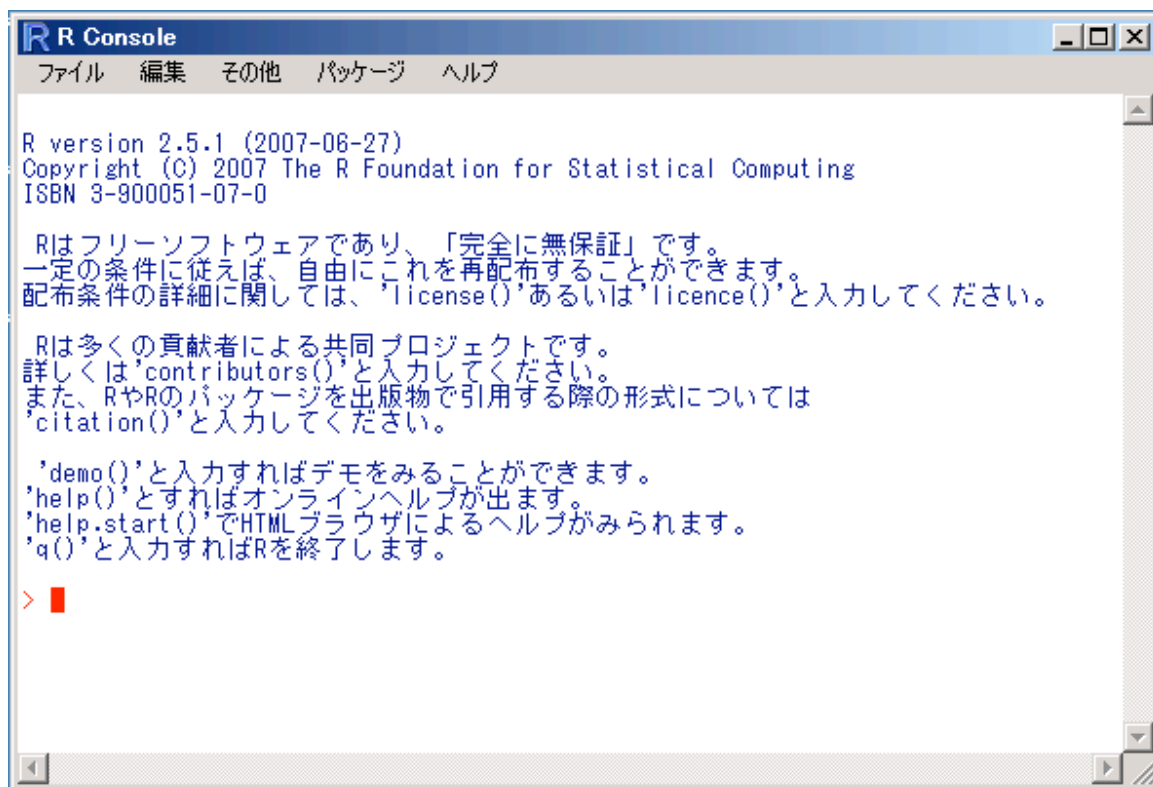 R Console
ファイル 編集 その他 パッケージ ヘルプ
R version 2.5.1 (2007-06-27)
Copyright (C) 2007 The R Foundation for Statistical Computing
ISBN 3-900051-07-0
Rはフリーソフトウェアであり、「完全に無保証」です。
一定の条件に従えば、自由にこれを再配布することができます。
配布条件の詳細に関しては、'license()'あるいは'licence()'と入力してください。
Rは多くの貢献者による共同プロジェクトです。
詳しくは'contributors()'と入力してください。
また、RやRのパッケージを出版物で引用する際の形式については
'citation()'と入力してください。
'demo()'と入力すればデモをみることができます。
'help()'とすればオンラインヘルプが出ます。
'help.start()'でHTMLブラウザによるヘルプがみられます。
'q()'と入力すればRを終了します。
>